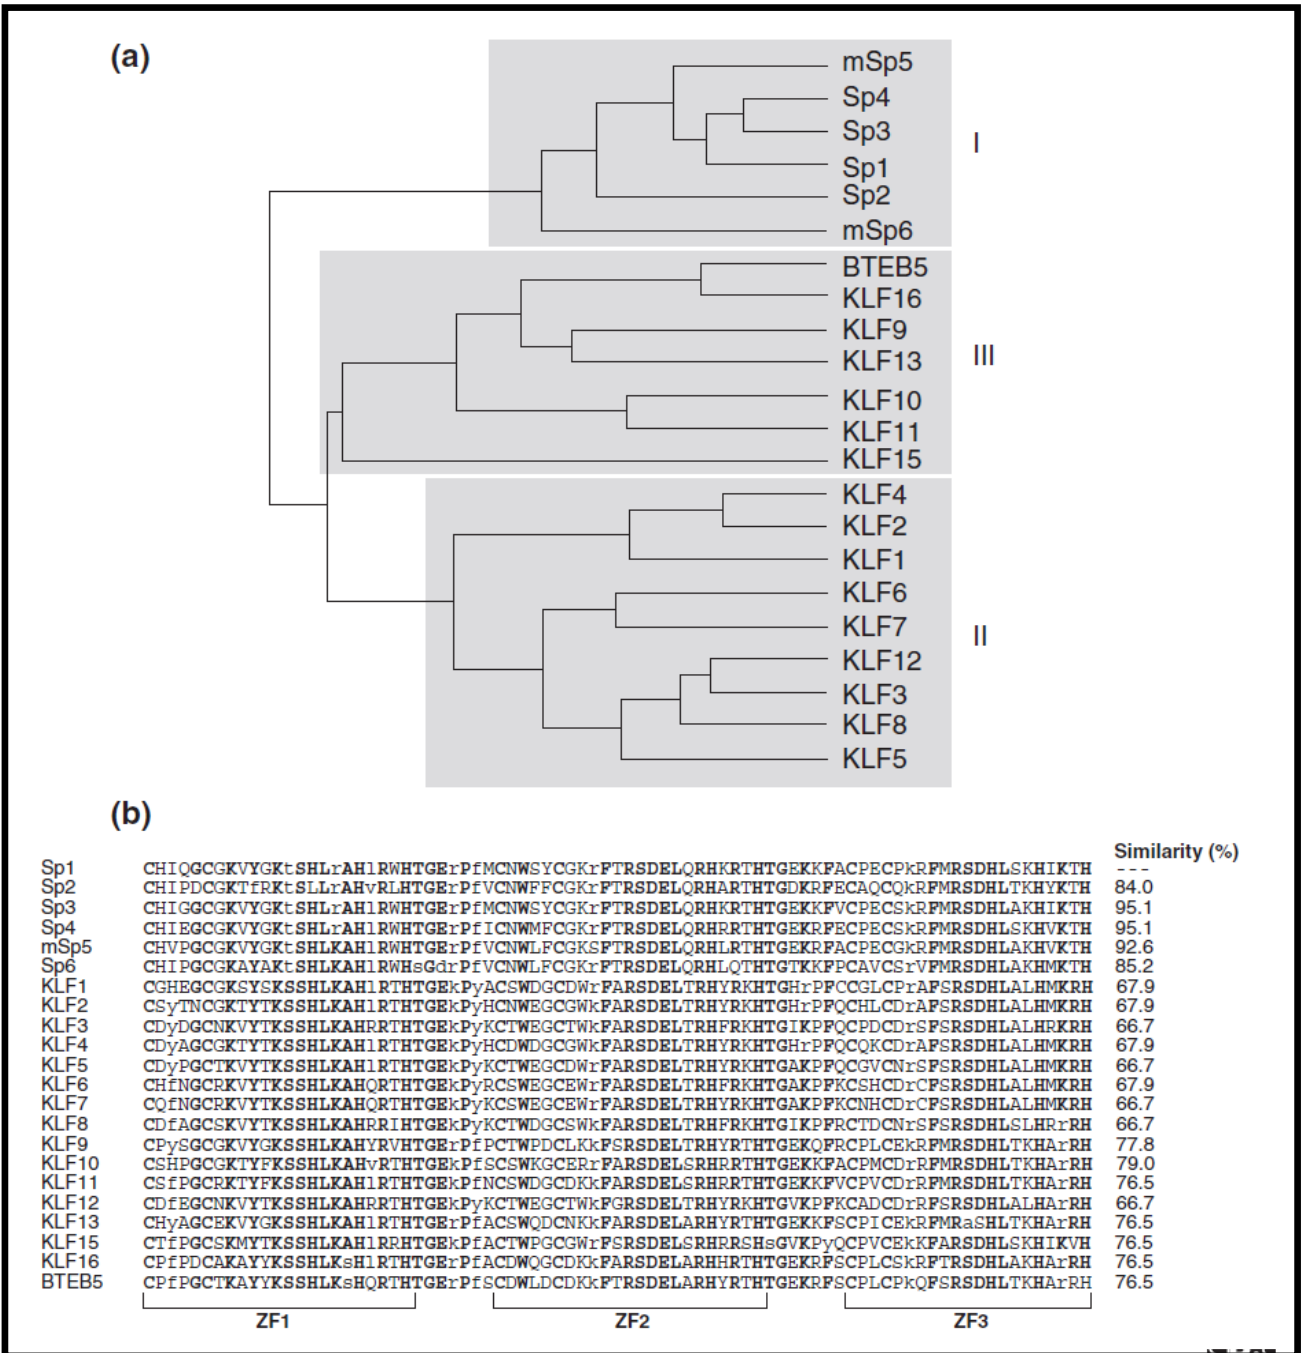 (a)
mSp5
Sp4
Sp3
Sp1
Sp2
mSp6
I
BTEB5
KLF16
KLF9
KLF13
KLF10
KLF11
KLF15
III
KLF4
KLF2
KLF1
KLF6
KLF7
KLF12
KLF3
KLF8
KLF5
II
(b)
Similarity (%)
Sp1 CHIQGCGKVYGKtSHLrAHlRWHTGErPfMCNWSYCGKrFTRSDELQRHKRTHTGEKKFACPECPkRFMRSDHLSKHIKTH ---
Sp2 CHIPDCGKTfRKtSLLrAHvRLHTGErPfVCNWFFCGKrFTRSDELQRHARTHTGDKRFECAQCQkRFMRSDHLTKHYKTH 84.0
Sp3 CHIGGCGKVYGKtSHLrAHlRWHTGErPfMCNWSYCGKrFTRSDELQRHKRTHTGEKKFVCPECSkRFMRSDHLAKHIKTH 95.1
Sp4 CHIEGCGKVYGKtSHLrAHlRWHTGErPfICNWMFCGKrFTRSDELQRHRRTHTGEKRFECPECSkRFMRSDHLSKHVKTH 95.1
mSp5 CHVPGCGKVYGKtSHLKAHlRWHTGErPfVCNWLFCGKSFTRSDELQRHLRTHTGEKRFACPECGkRFMRSDHLAKHVKTH 92.6
Sp6 CHIPGCGKAYAKtSHLKAHlRWHsGdrPfVCNWLFCGKrFTRSDELQRHLQTHTGTKKFPCAVCSrVFMRSDHLAKHMKTH 85.2
KLF1 CGHEGCGKSYSKSSHLKAHlRTHTGEkPyACSWDGCDWrFARSDELTRHYRKHTGHrPFCCGLCPrAFSRSDHLALHMKRH 67.9
KLF2 CSyTNCGKTYTKSSHLKAHlRTHTGEkPyHCNWEGCGWkFARSDELTRHYRKHTGHrPFQCHLCDrAFSRSDHLALHMKRH 67.9
KLF3 CDyDGCNKVYTKSSHLKAHRRTHTGEkPyKCTWEGCTWkFARSDELTRHFRKHTGIKPFQCPDCDrSFSRSDHLALHRKRH 66.7
KLF4 CDyAGCGKTYTKSSHLKAHlRTHTGEkPyHCDWDGCGWkFARSDELTRHYRKHTGHrPFQCQKCDrAFSRSDHLALHMKRH 67.9
KLF5 CDyPGCTKVYTKSSHLKAHlRTHTGEkPyKCTWEGCDWrFARSDELTRHYRKHTGAKPFQCGVCNrSFSRSDHLALHMKRH 66.7
KLF6 CHfNGCRKVYTKSSHLKAHQRTHTGEkPyRCSWEGCEWrFARSDELTRHFRKHTGAKPFKCSHCDrCFSRSDHLALHMKRH 67.9
KLF7 CQfNGCRKVYTKSSHLKAHQRTHTGEkPyKCSWEGCEWrFARSDELTRHYRKHTGAKPFKCNHCDrCFSRSDHLALHMKRH 66.7
KLF8 CDfAGCSKVYTKSSHLKAHRRIHTGEkPyKCTWDGCSWkFARSDELTRHFRKHTGIKPFRCTDCNrSFSRSDHLSLHRrRH 66.7
KLF9 CPySGCGKVYGKSSHLKAHYRVHTGErPfPCTWPDCLKkFSRSDELTRHYRTHTGEKQFRCPLCEkRFMRSDHLTKHArRH 77.8
KLF10 CSHPGCGKTYFKSSHLKAHvRTHTGEkPfSCSWKGCERrFARSDELSRHRRTHTGEKKFACPMCDrRFMRSDHLTKHArRH 79.0
KLF11 CSfPGCRKTYFKSSHLKAHlRTHTGEkPfNCSWDGCDKkFARSDELSRHRRTHTGEKKFVCPVCDrRFMRSDHLTKHArRH 76.5
KLF12 CDfEGCNKVYTKSSHLKAHRRTHTGEkPyKCTWEGCTWkFGRSDELTRHYRKHTGVKPFKCADCDrRFSRSDHLALHArRH 66.7
KLF13 CHyAGCEKVYGKSSHLKAHlRTHTGErPfACSWQDCNKkFARSDELARHYRTHTGEKKFSCPICEkRFMRaSHLTKHArRH 76.5
KLF15 CTfPGCSKMYTKSSHLKAHlRRHTGEkPfACTWPGCGWrFSRSDELSRHRRSHsGVKPyQCPVCEkKFARSDHLSKHIKVH 76.5
KLF16 CPfPDCAKAYYKSSHLKsHlRTHTGErPfACDWQGCDKkFARSDELARHHRTHTGEKRFSCPLCSkRFTRSDHLAKHArRH 76.5
BTEB5 CPfPGCTKAYYKSSHLKsHQRTHTGErPfSCDWLDCDKkFTRSDELARHYRTHTGEKRFSCPLCPkQFSRSDHLTKHArRH 76.5
ZF1 ZF2 ZF3